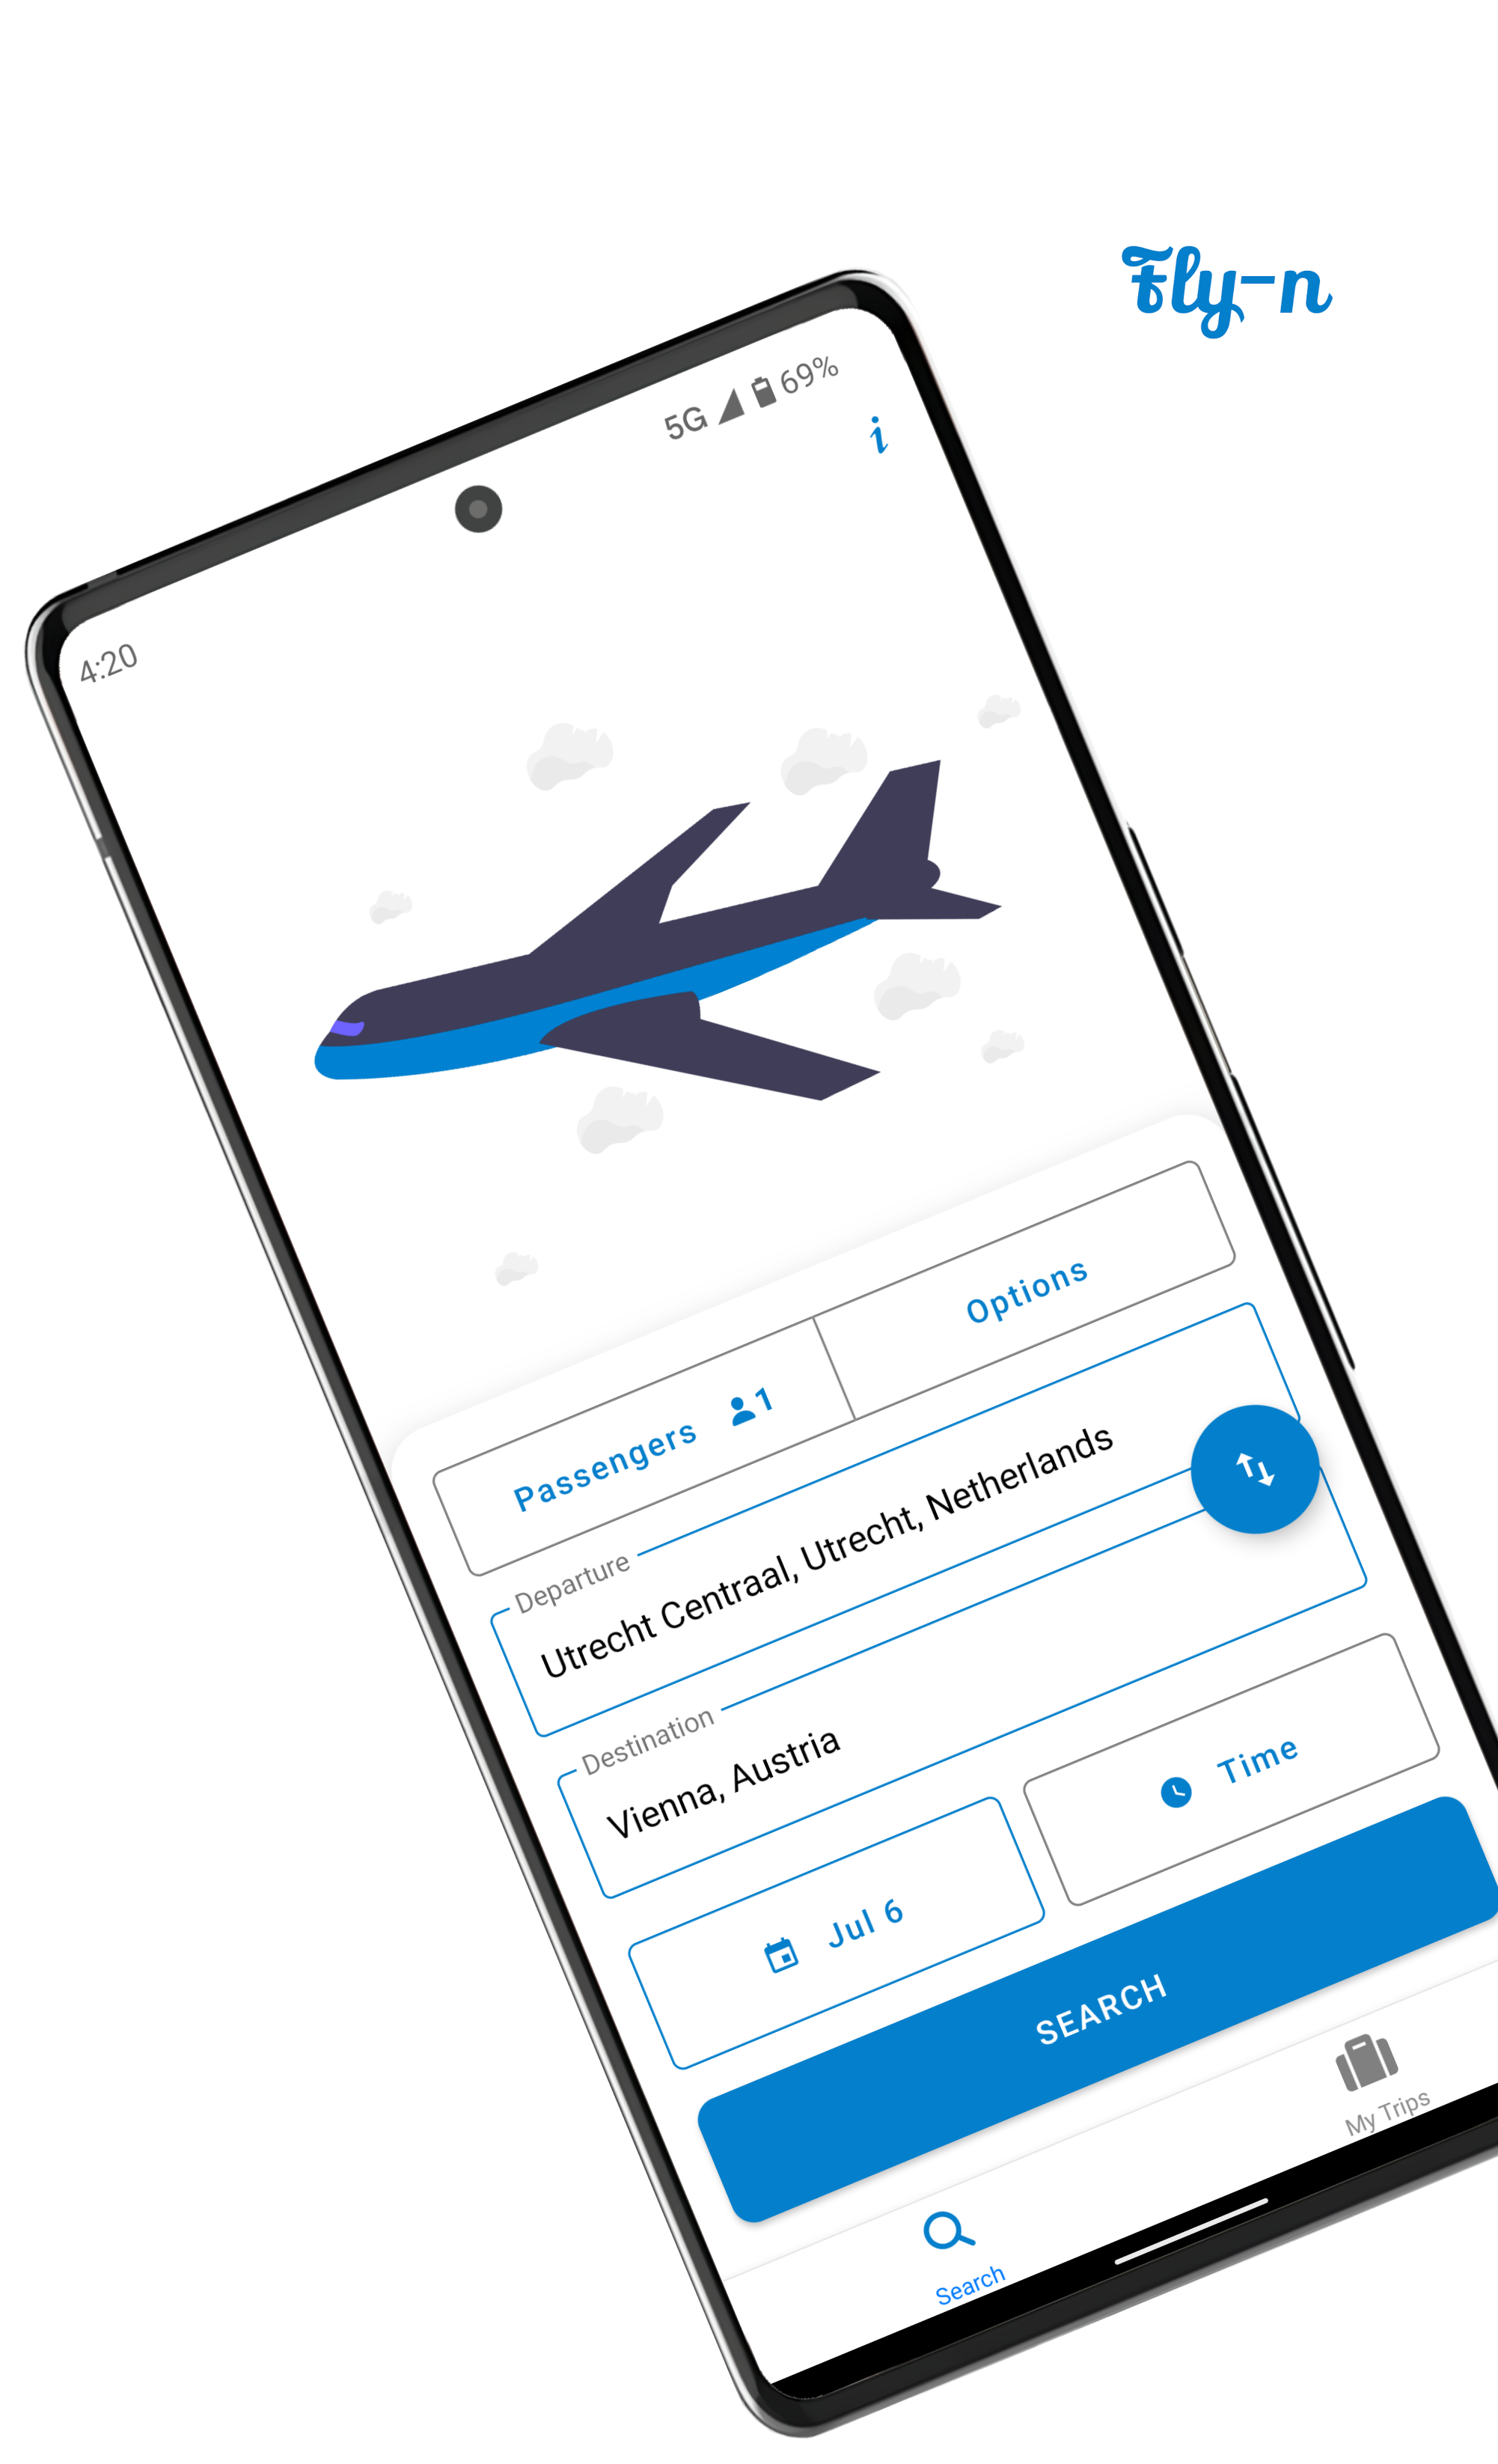 fly-n
4:20
5G 69%
i
Passengers 1
Options
Departure
Utrecht Centraal, Utrecht, Netherlands
Destination
Vienna, Austria
Jul 6
Time
SEARCH
Search
My Trips